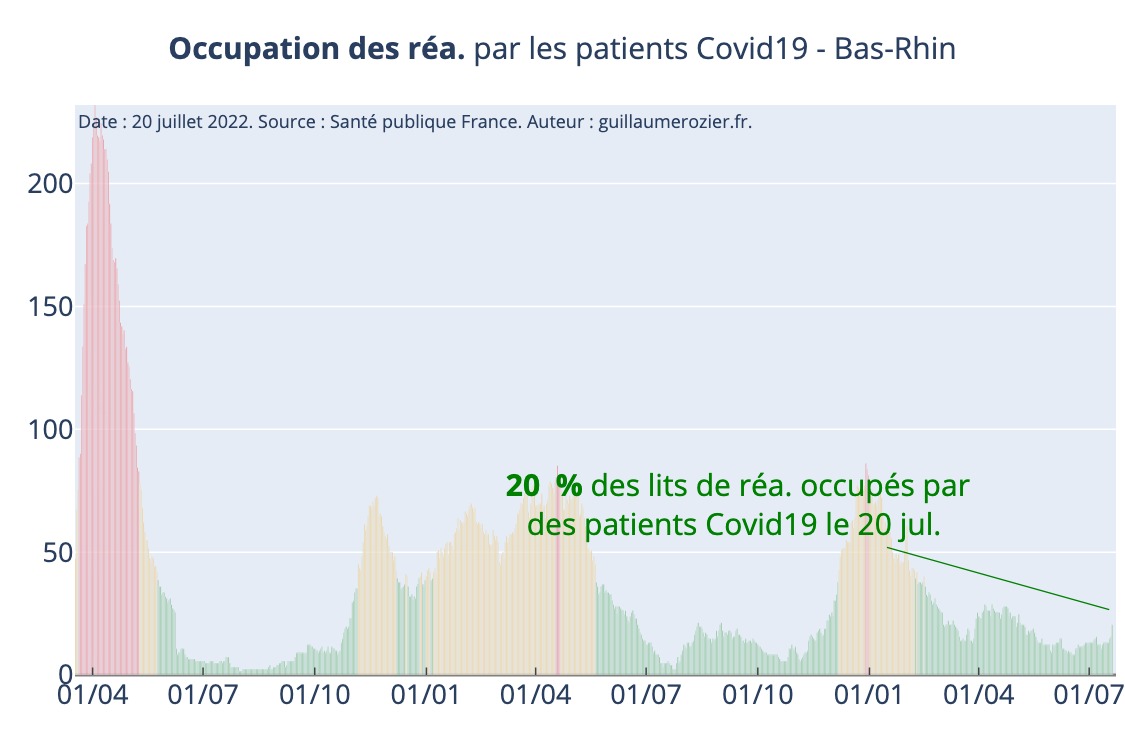 Occupation des réa. par les patients Covid19 - Bas-Rhin
Date : 20 juillet 2022. Source : Santé publique France. Auteur : guillaumerozier.fr.
200
150
100
50
0
20  % des lits de réa. occupés par
des patients Covid19 le 20 jul.
01/04 01/07 01/10 01/01 01/04 01/07 01/10 01/01 01/04 01/07